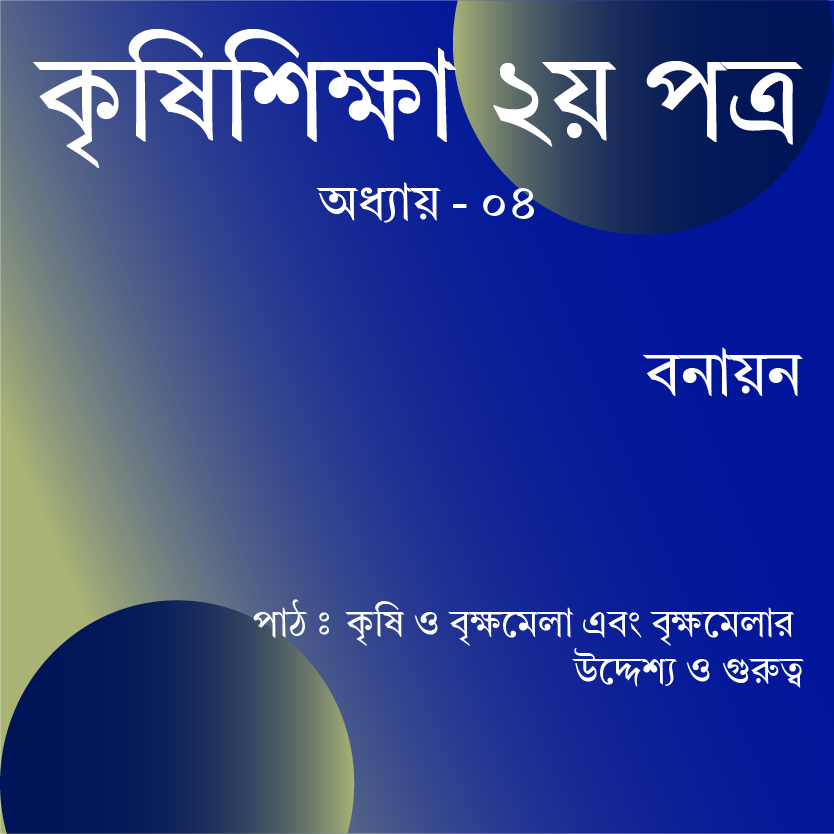 কৃষিশিক্ষা ২য় পত্র
অধ্যায় - ০৪
বনায়ন
পাঠ ঃ কৃষি ও বৃক্ষমেলা এবং বৃক্ষমেলার
উদ্দেশ্য ও গুরুত্ব